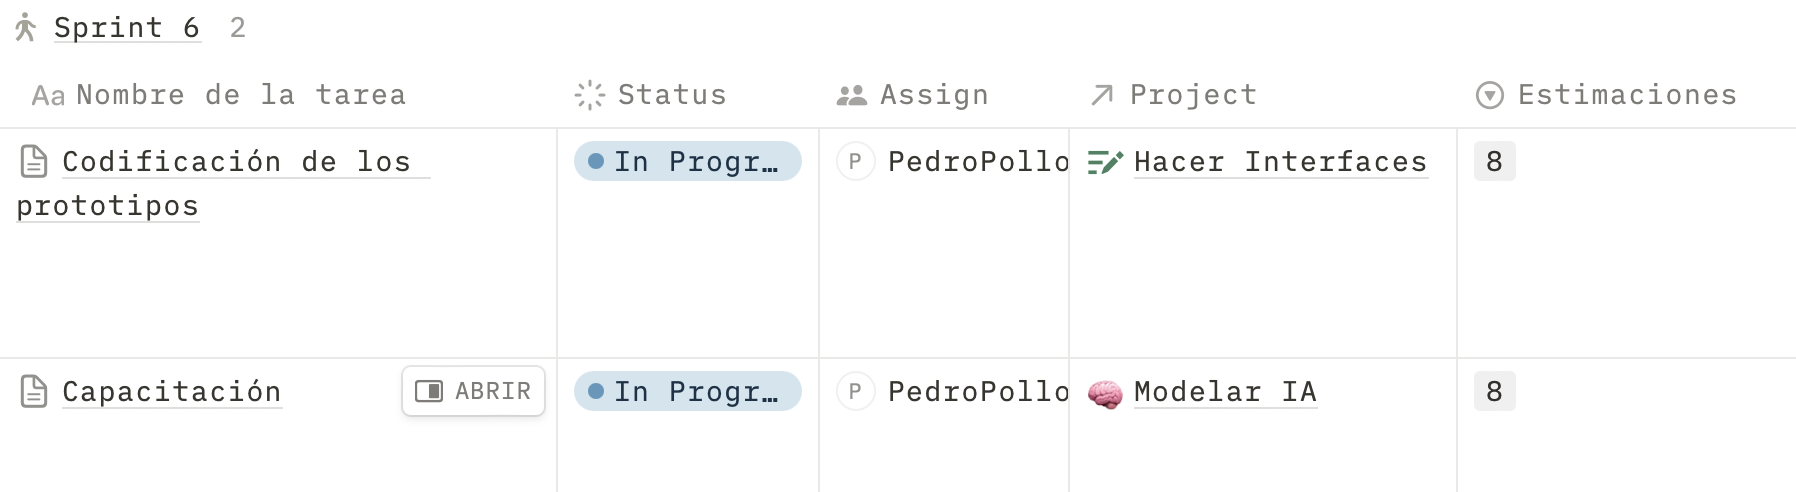 Sprint 6 2
Aa Nombre de la tarea Status Assign Project Estimaciones
Codificación de los In Progr… P PedroPollo Hacer Interfaces 8
prototipos
Capacitación ABRIR In Progr… P PedroPollo Modelar IA 8